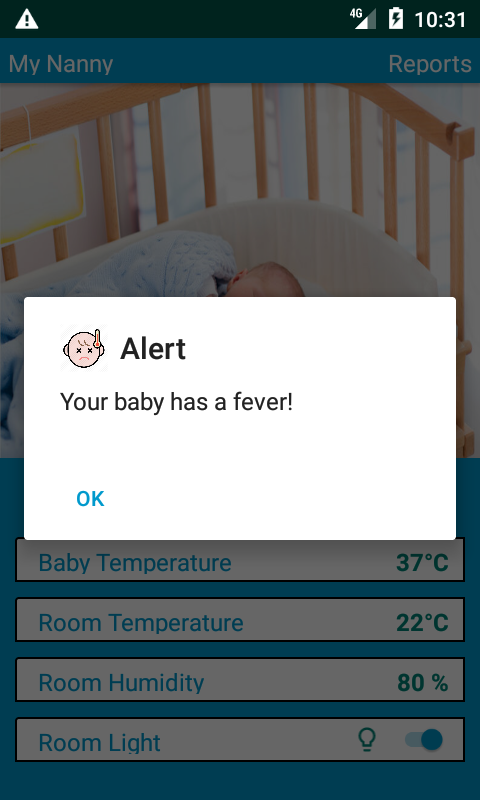 4G 10:31
My Nanny Reports
Alert
Your baby has a fever!
OK
Baby Temperature 37°C
Room Temperature 22°C
Room Humidity 80 %
Room Light